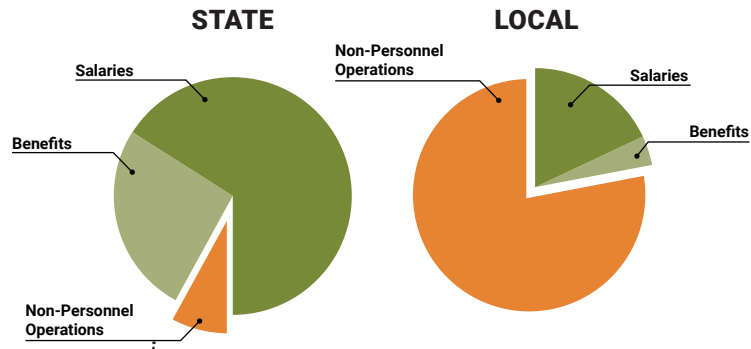 STATE
LOCAL
Salaries
Benefits
Non-Personnel
Operations
Non-Personnel
Operations
Salaries
Benefits